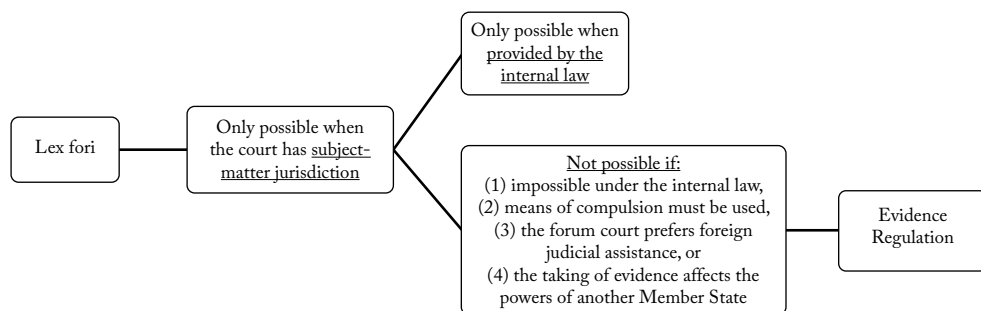 Lex fori
Only possible when
the court has subject-
matter jurisdiction
Only possible when
provided by the
internal law
Not possible if:
(1) impossible under the internal law,
(2) means of compulsion must be used,
(3) the forum court prefers foreign
judicial assistance, or
(4) the taking of evidence affects the
powers of another Member State
Evidence
Regulation